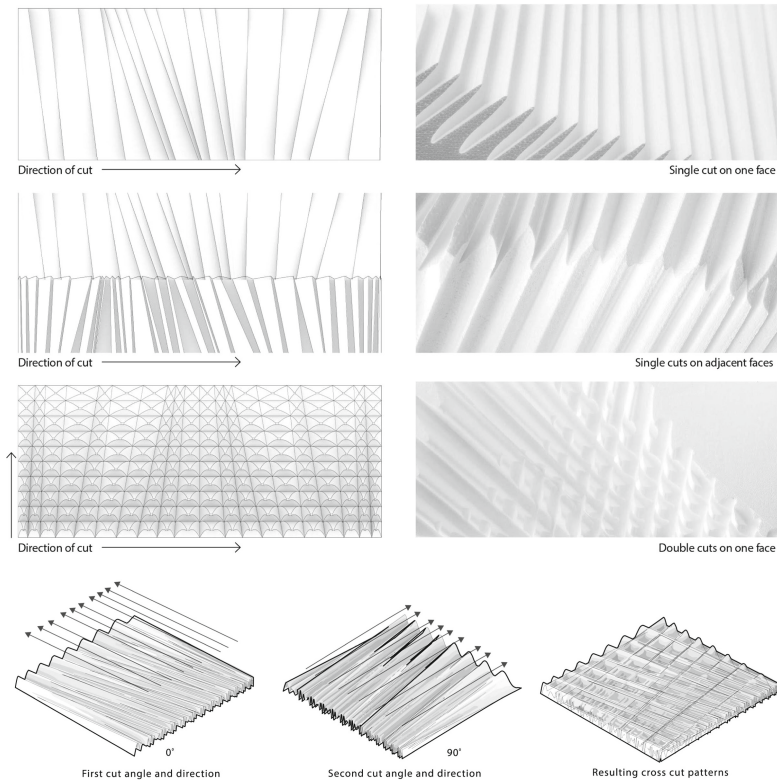 Direction of cut
Single cut on one face
Direction of cut
Single cuts on adjacent faces
Direction of cut
Double cuts on one face
0°
90°
First cut angle and direction
Second cut angle and direction
Resulting cross cut patterns